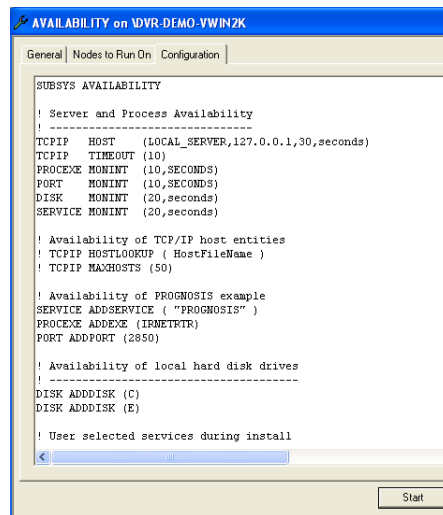 AVAILABILITY on \DVR-DEMO-VWIN2K
General Nodes to Run On Configuration
SUBSYS AVAILABILITY
! Server and Process Availability
! -------------------------------
TCPIP HOST (LOCAL_SERVER,127.0.0.1,30,seconds)
TCPIP TIMEOUT (10)
PROCEXE MONINT (10,SECONDS)
PORT MONINT (10,SECONDS)
DISK MONINT (20,seconds)
SERVICE MONINT (20,seconds)
! Availability of TCP/IP host entities
! TCPIP HOSTLOOKUP ( HostFileName )
! TCPIP MAXHOSTS (50)
! Availability of PROGNOSIS example
SERVICE ADDSERVICE ( "PROGNOSIS" )
PROCEXE ADDEXE (IRNETRTR)
PORT ADDPORT (2850)
! Availability of local hard disk drives
! --------------------------------------
DISK ADDDISK (C)
DISK ADDDISK (E)
! User selected services during install
Start